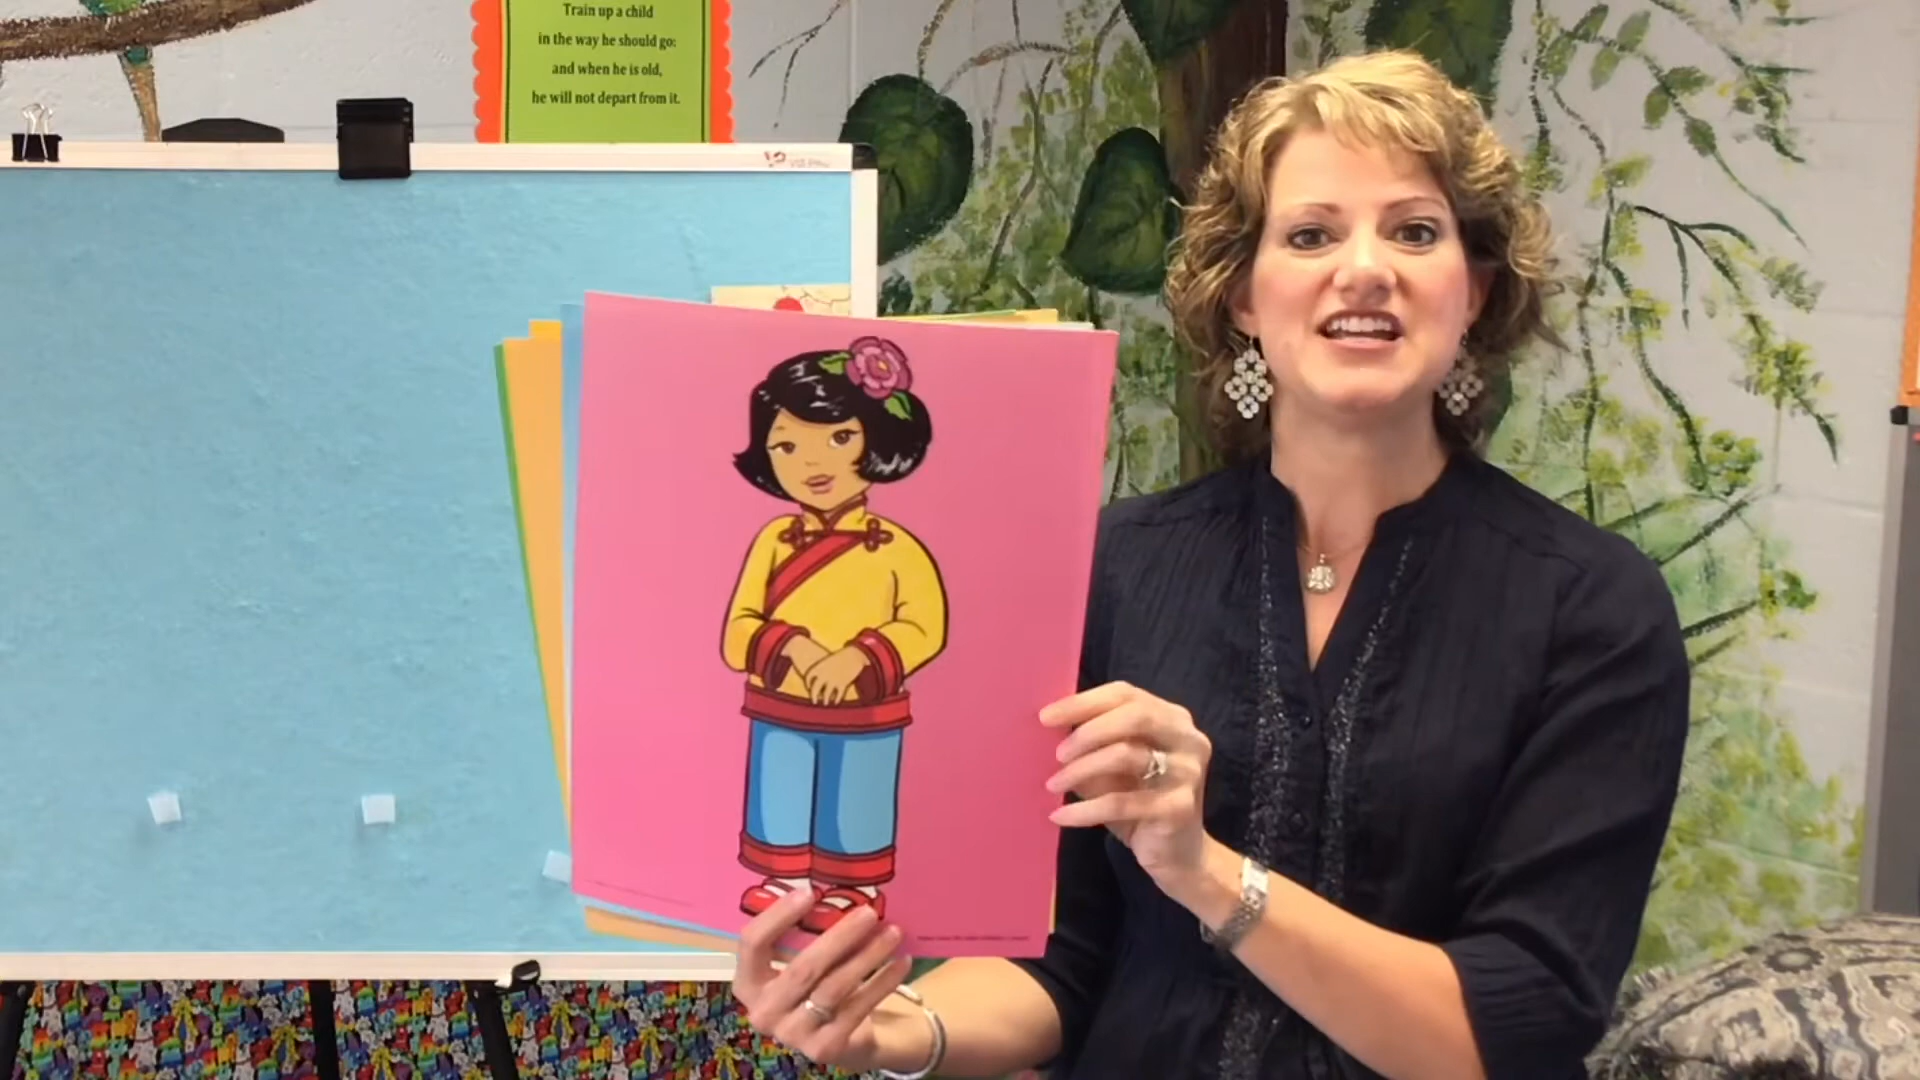 Train up a child
in the way he should go:
and when he is old,
he will not depart from it.